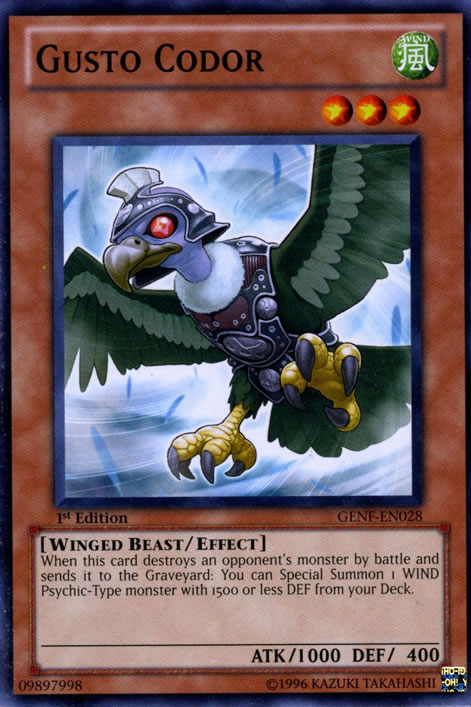 Gusto Codor
WIND
風
1st Edition
GENF-EN028
[Winged Beast/Effect]
When this card destroys an opponent's monster by battle and
sends it to the Graveyard: You can Special Summon 1 WIND
Psychic-Type monster with 1500 or less DEF from your Deck.
ATK/1000 DEF/ 400
09897998
©1996 KAZUKI TAKAHASHI